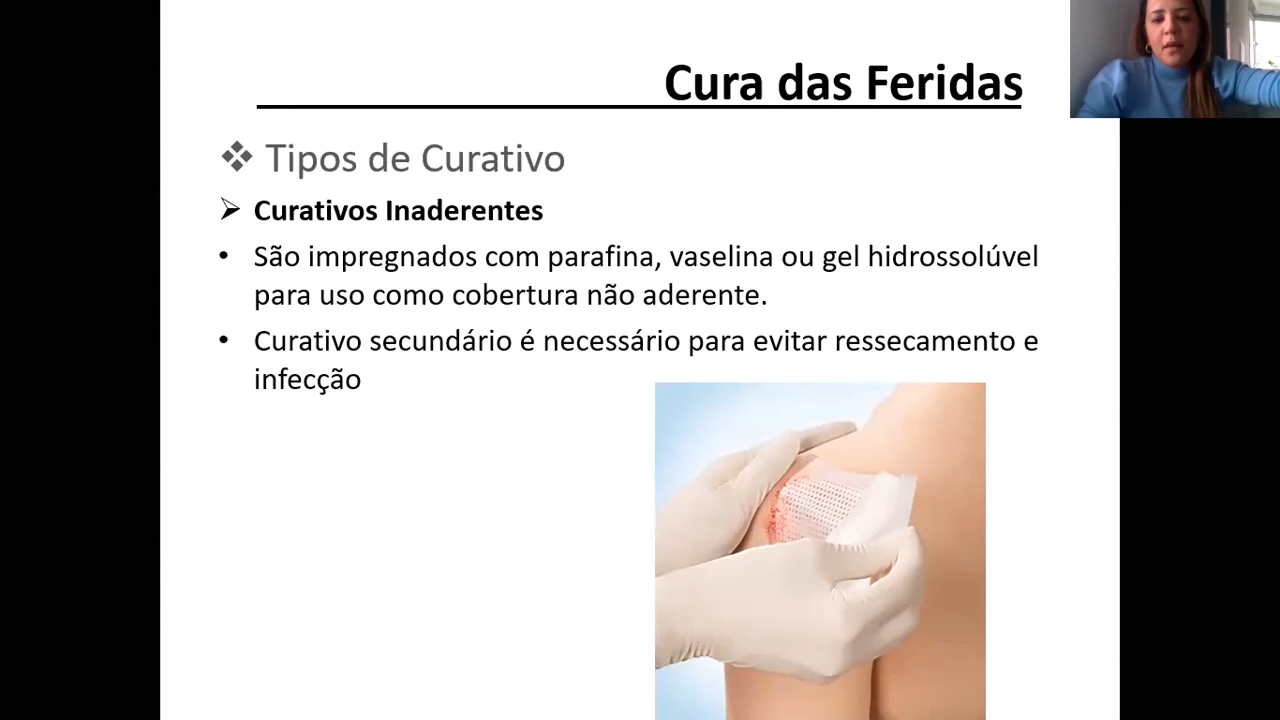 Cura das Feridas
Tipos de Curativo
Curativos Inaderentes
São impregnados com parafina, vaselina ou gel hidrossolúvel
para uso como cobertura não aderente.
Curativo secundário é necessário para evitar ressecamento e
infecção